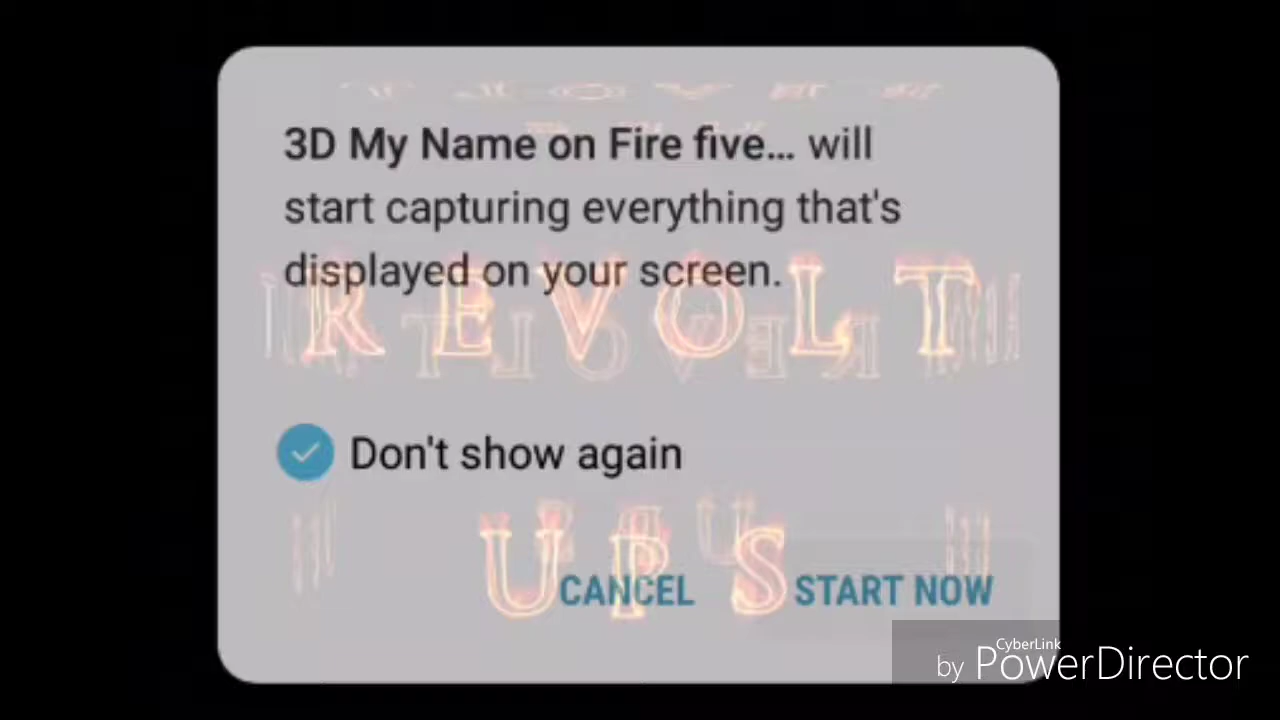 3D My Name on Fire five... will
start capturing everything that's
displayed on your screen.
REVOLT
Don't show again
UPS
CANCEL START NOW
CyberLink
by PowerDirector